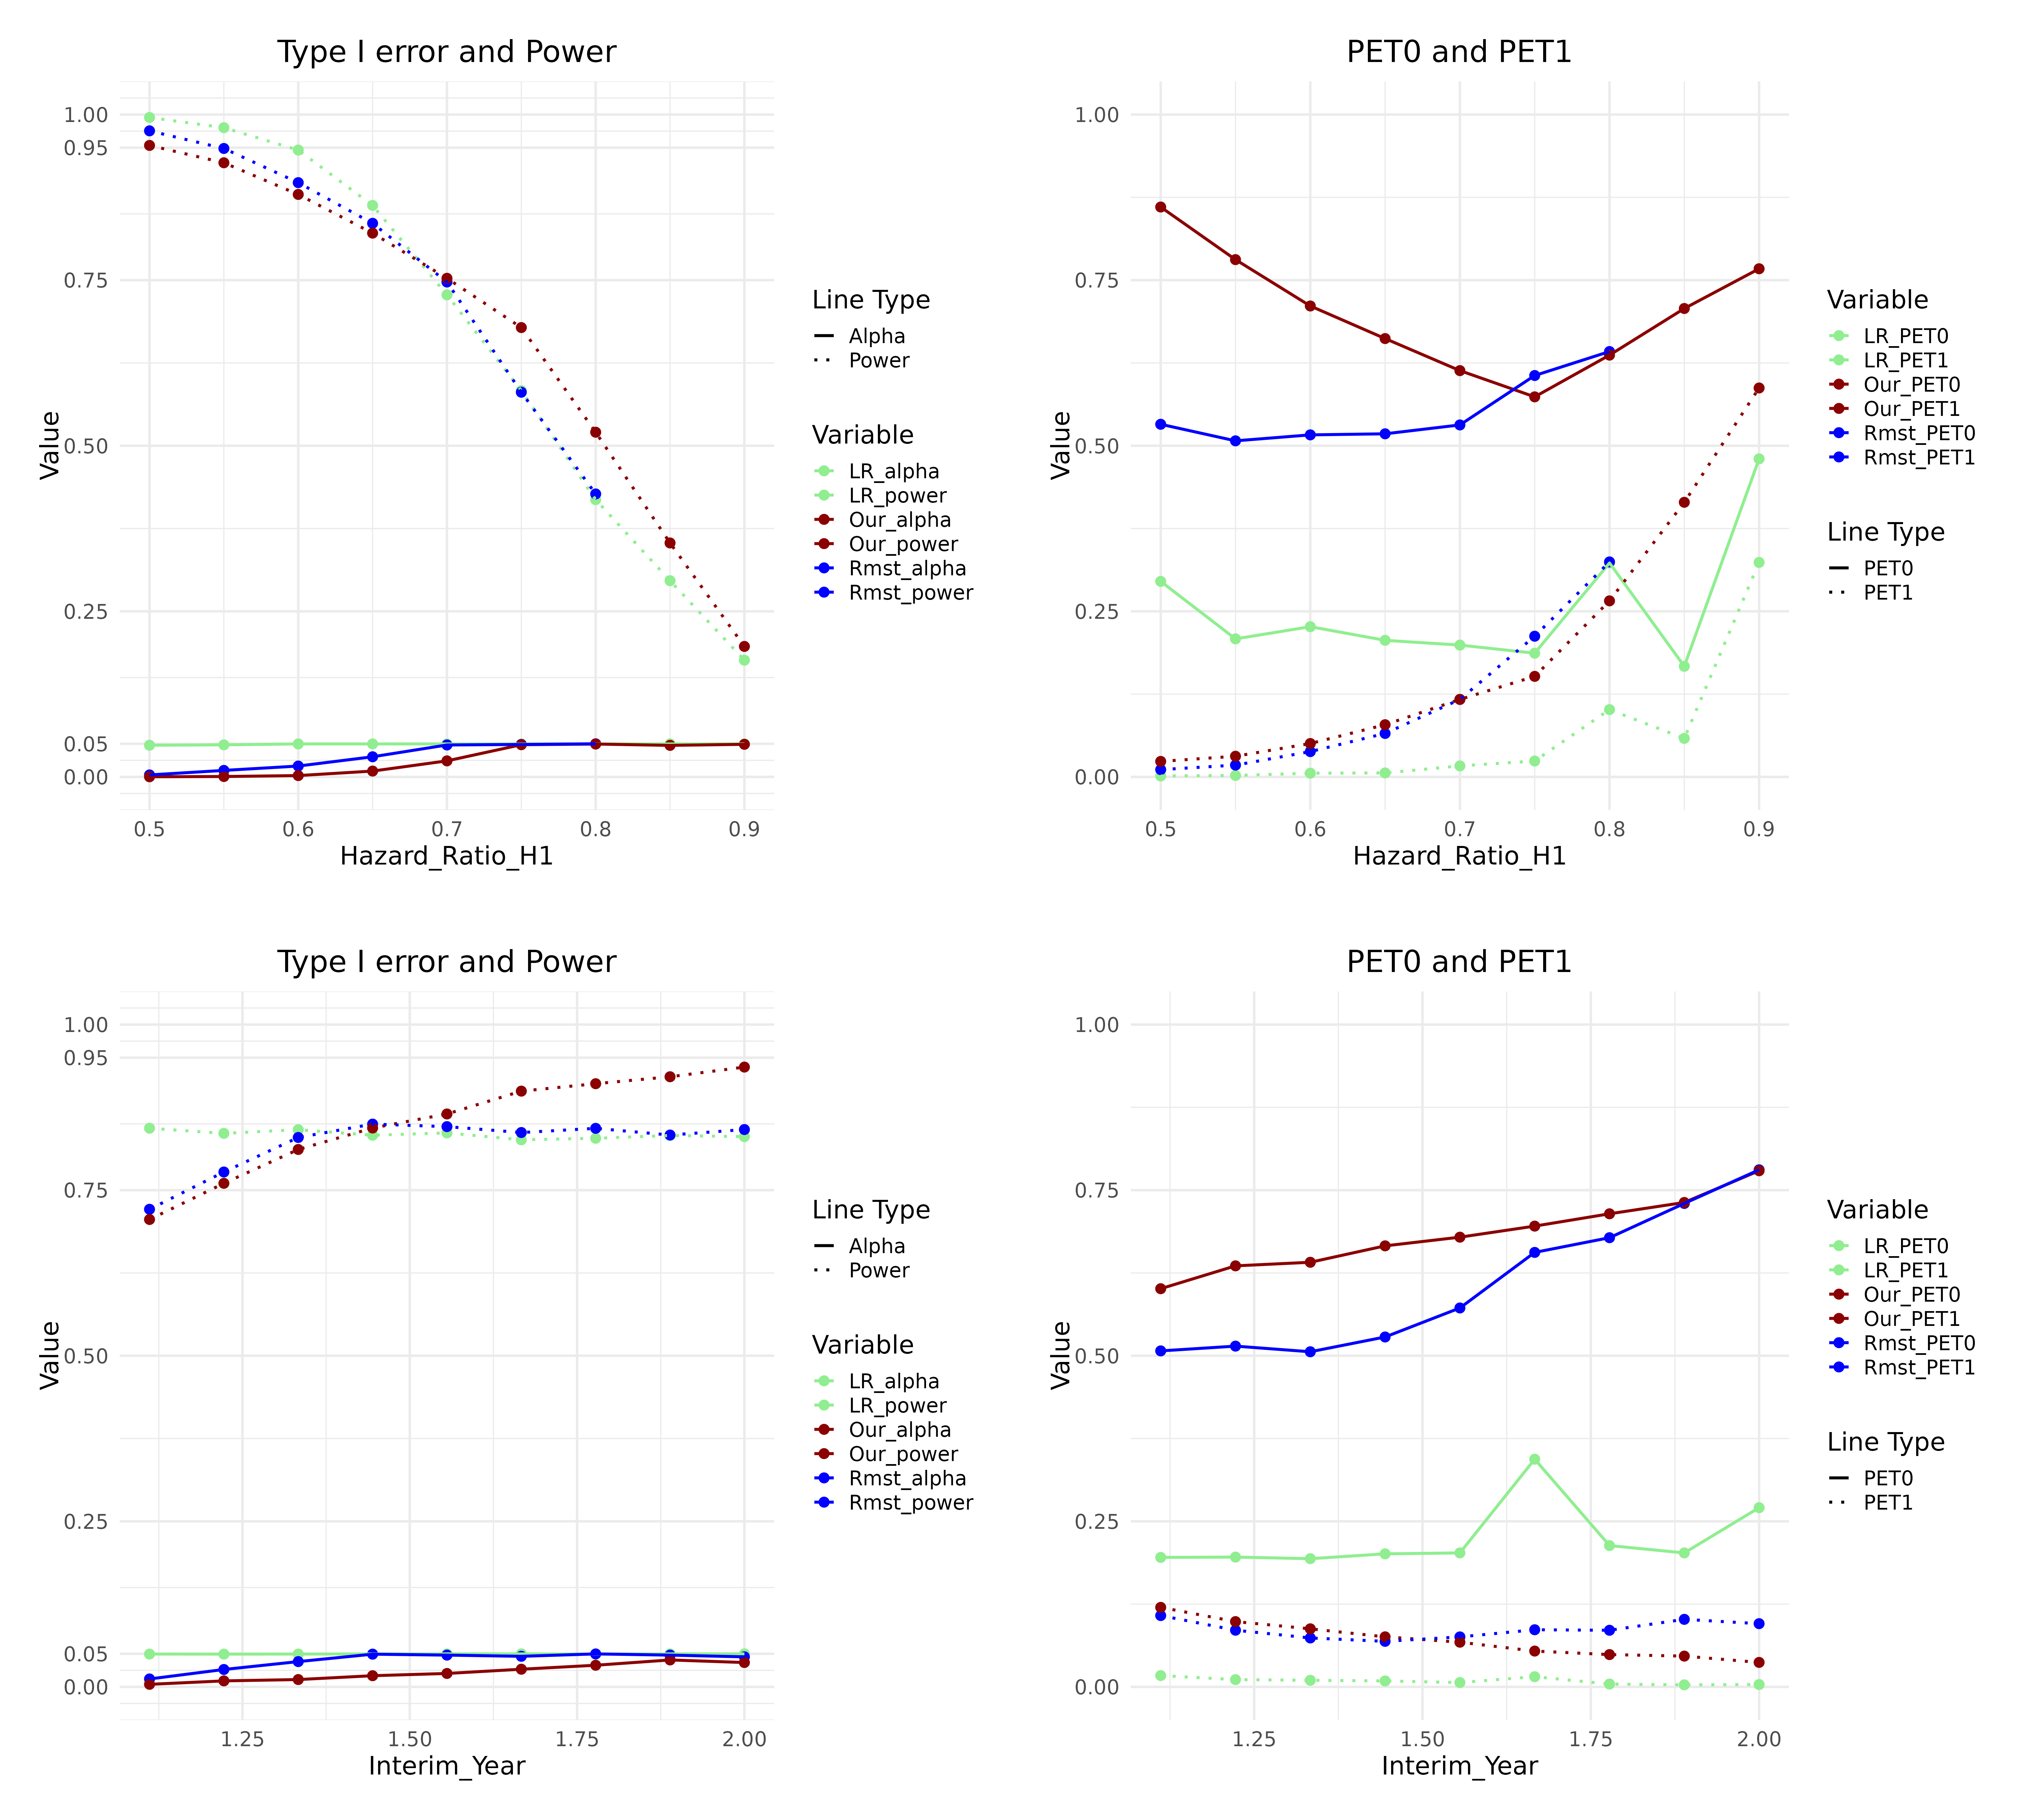 Type I error and Power
1.00
0.95
0.75
0.50
0.25
0.05
0.00
Value
0.5 0.6 0.7 0.8 0.9
Hazard_Ratio_H1
Line Type
Alpha
Power
Variable
LR_alpha
LR_power
Our_alpha
Our_power
Rmst_alpha
Rmst_power
PET0 and PET1
1.00
0.75
0.50
0.25
0.00
Value
0.5 0.6 0.7 0.8 0.9
Hazard_Ratio_H1
Variable
LR_PET0
LR_PET1
Our_PET0
Our_PET1
Rmst_PET0
Rmst_PET1
Line Type
PET0
PET1
Type I error and Power
1.00
0.95
0.75
0.50
0.25
0.05
0.00
Value
1.25 1.50 1.75 2.00
Interim_Year
Line Type
Alpha
Power
Variable
LR_alpha
LR_power
Our_alpha
Our_power
Rmst_alpha
Rmst_power
PET0 and PET1
1.00
0.75
0.50
0.25
0.00
Value
1.25 1.50 1.75 2.00
Interim_Year
Variable
LR_PET0
LR_PET1
Our_PET0
Our_PET1
Rmst_PET0
Rmst_PET1
Line Type
PET0
PET1